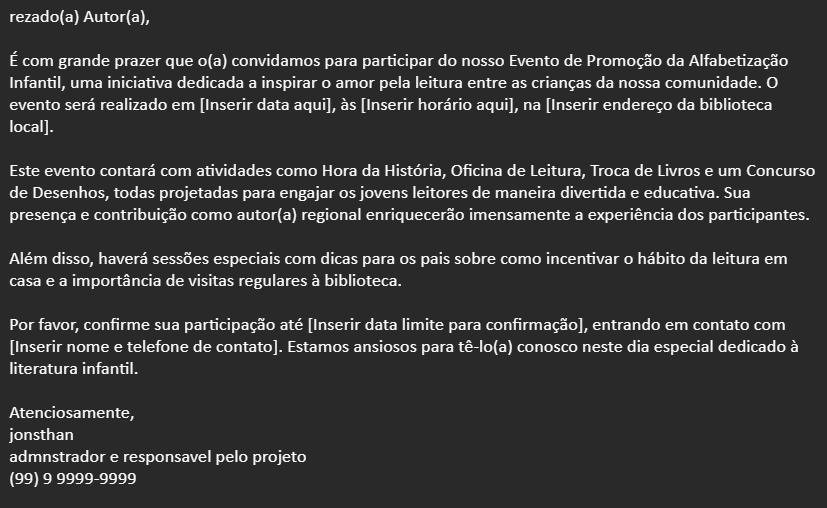 rezado(a) Autor(a),
É com grande prazer que o(a) convidamos para participar do nosso Evento de Promoção da Alfabetização
Infantil, uma iniciativa dedicada a inspirar o amor pela leitura entre as crianças da nossa comunidade. O
evento será realizado em [Inserir data aqui], às [Inserir horário aqui], na [Inserir endereço da biblioteca
local].
Este evento contará com atividades como Hora da História, Oficina de Leitura, Troca de Livros e um Concurso
de Desenhos, todas projetadas para engajar os jovens leitores de maneira divertida e educativa. Sua
presença e contribuição como autor(a) regional enriquecerão imensamente a experiência dos participantes.
Além disso, haverá sessões especiais com dicas para os pais sobre como incentivar o hábito da leitura em
casa e a importância de visitas regulares à biblioteca.
Por favor, confirme sua participação até [Inserir data limite para confirmação], entrando em contato com
[Inserir nome e telefone de contato]. Estamos ansiosos para tê-lo(a) conosco neste dia especial dedicado à
literatura infantil.
Atenciosamente,
jonsthan
admnstrador e responsavel pelo projeto
(99) 9 9999-9999